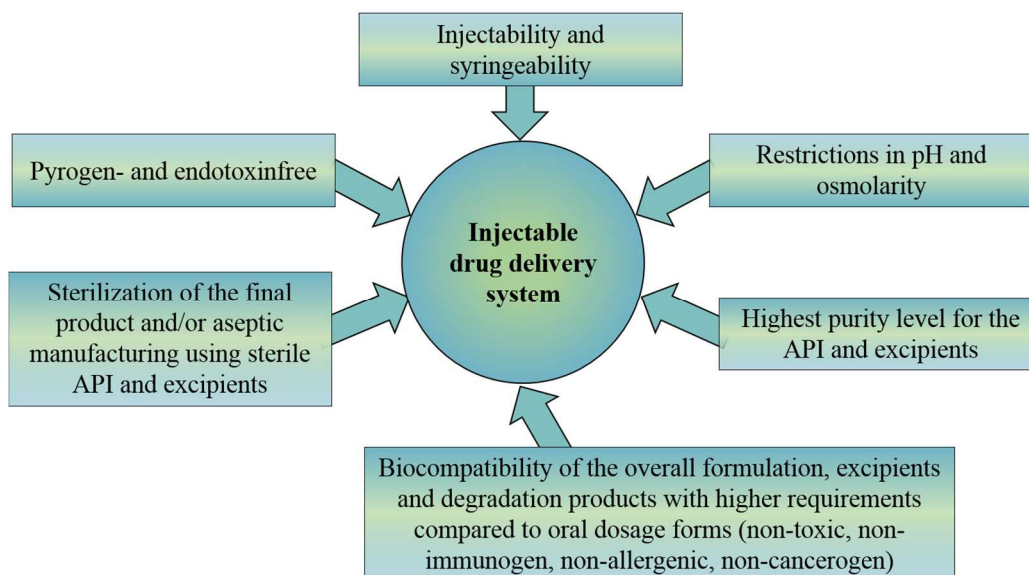 Injectability and
syringeability
Pyrogen- and endotoxinfree
Restrictions in pH and
osmolarity
Injectable
drug delivery
system
Sterilization of the final
product and/or aseptic
manufacturing using sterile
API and excipients
Highest purity level for the
API and excipients
Biocompatibility of the overall formulation, excipients
and degradation products with higher requirements
compared to oral dosage forms (non-toxic, non-
immunogen, non-allergenic, non-cancerogen)